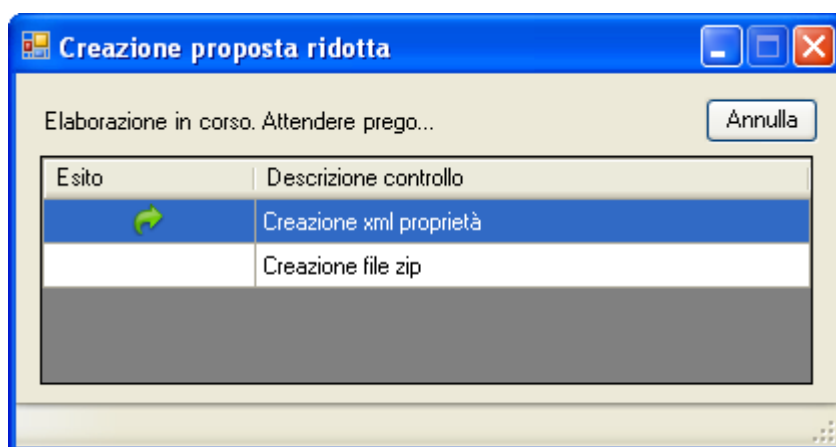 Creazione proposta ridotta
Elaborazione in corso. Attendere prego...
Annulla
Esito Descrizione controllo
Creazione xml proprietà
Creazione file zip